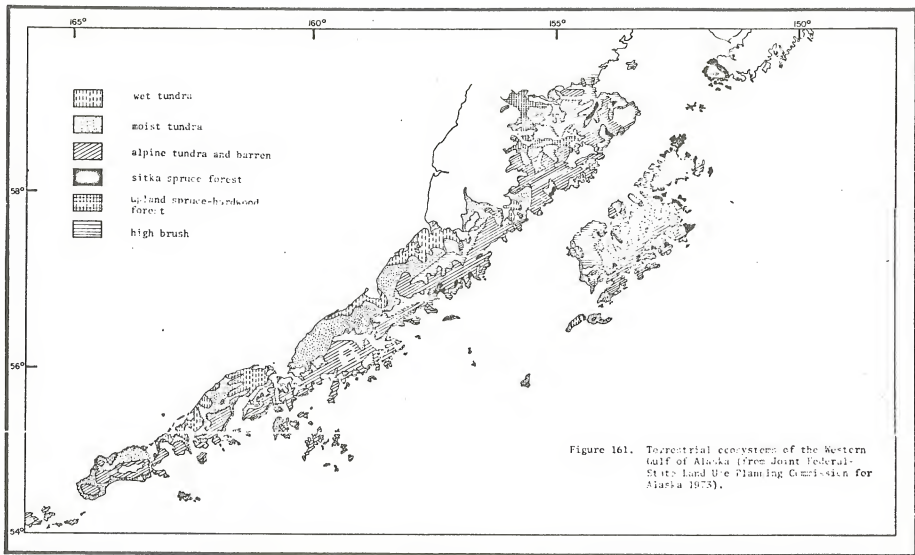 165° 160° 155° 150°
wet tundra
moist tundra
alpine tundra and barren
sitka spruce forest
upland spruce-hardwood
forest
high brush
58°
56°
54°
Figure 161. Terrestrial ecosystems of the Western
Gulf of Alaska (from Joint Federal-
State Land Use Planning Commission for
Alaska 1973).